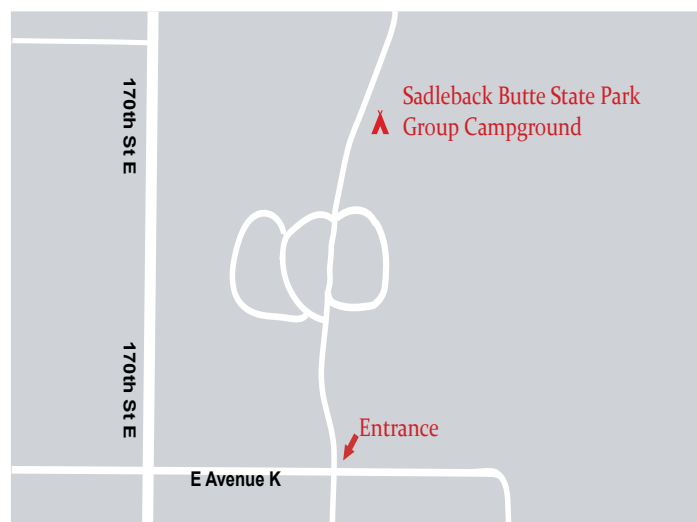 Sadleback Butte State Park
Group Campground
170th St E
170th St E
Entrance
E Avenue K